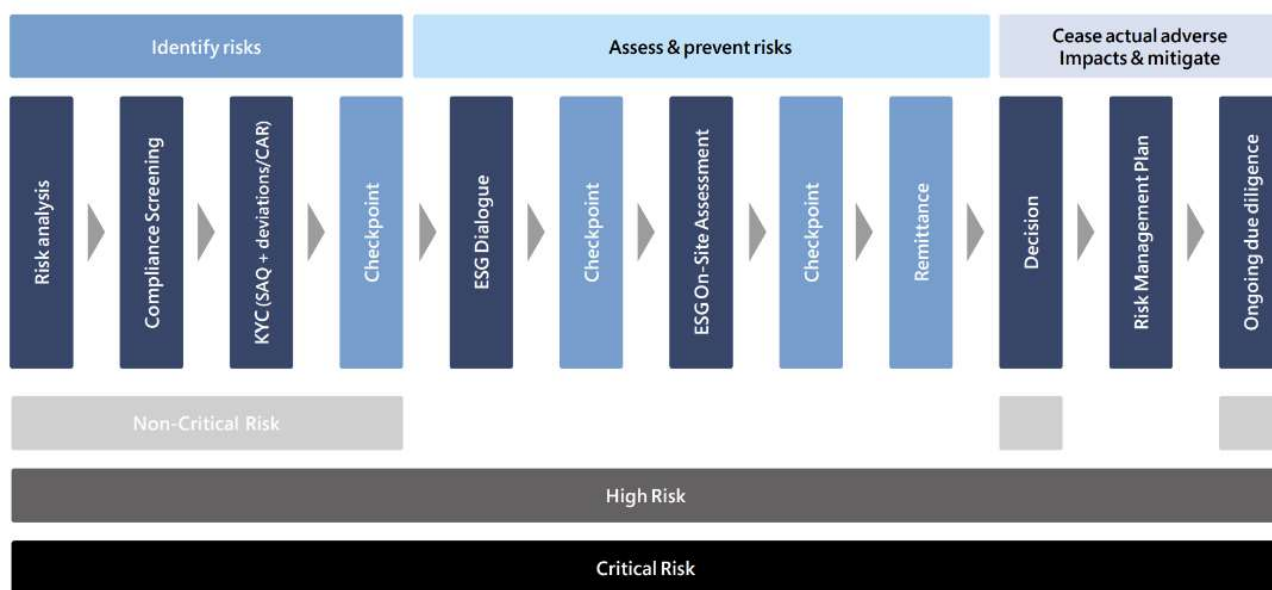 Identify risks
Assess & prevent risks
Cease actual adverse
Impacts & mitigate
Risk analysis
Compliance Screening
KYC (SAQ + deviations/CAR)
Checkpoint
ESG Dialogue
Checkpoint
ESG On-Site Assessment
Checkpoint
Remittance
Decision
Risk Management Plan
Ongoing due diligence
Non-Critical Risk
High Risk
Critical Risk